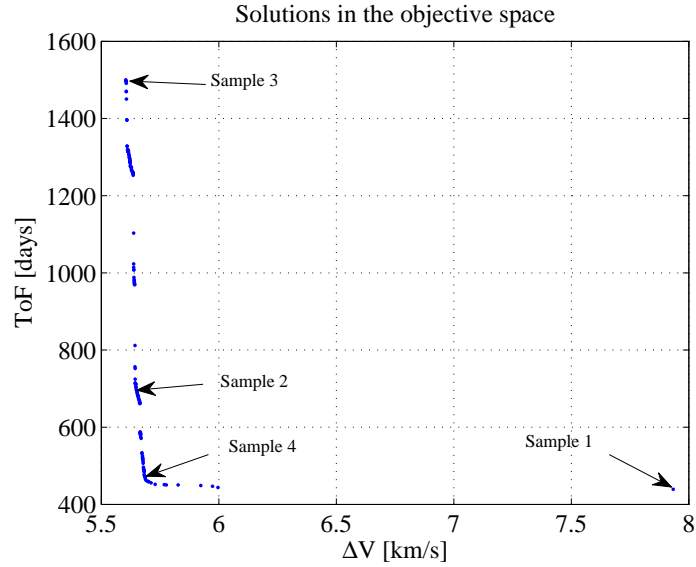 Solutions in the objective space
1600
1400
1200
1000
800
600
400
ToF [days]
Sample 3
Sample 2
Sample 4
Sample 1
5.5 6 6.5 7 7.5 8
ΔV [km/s]